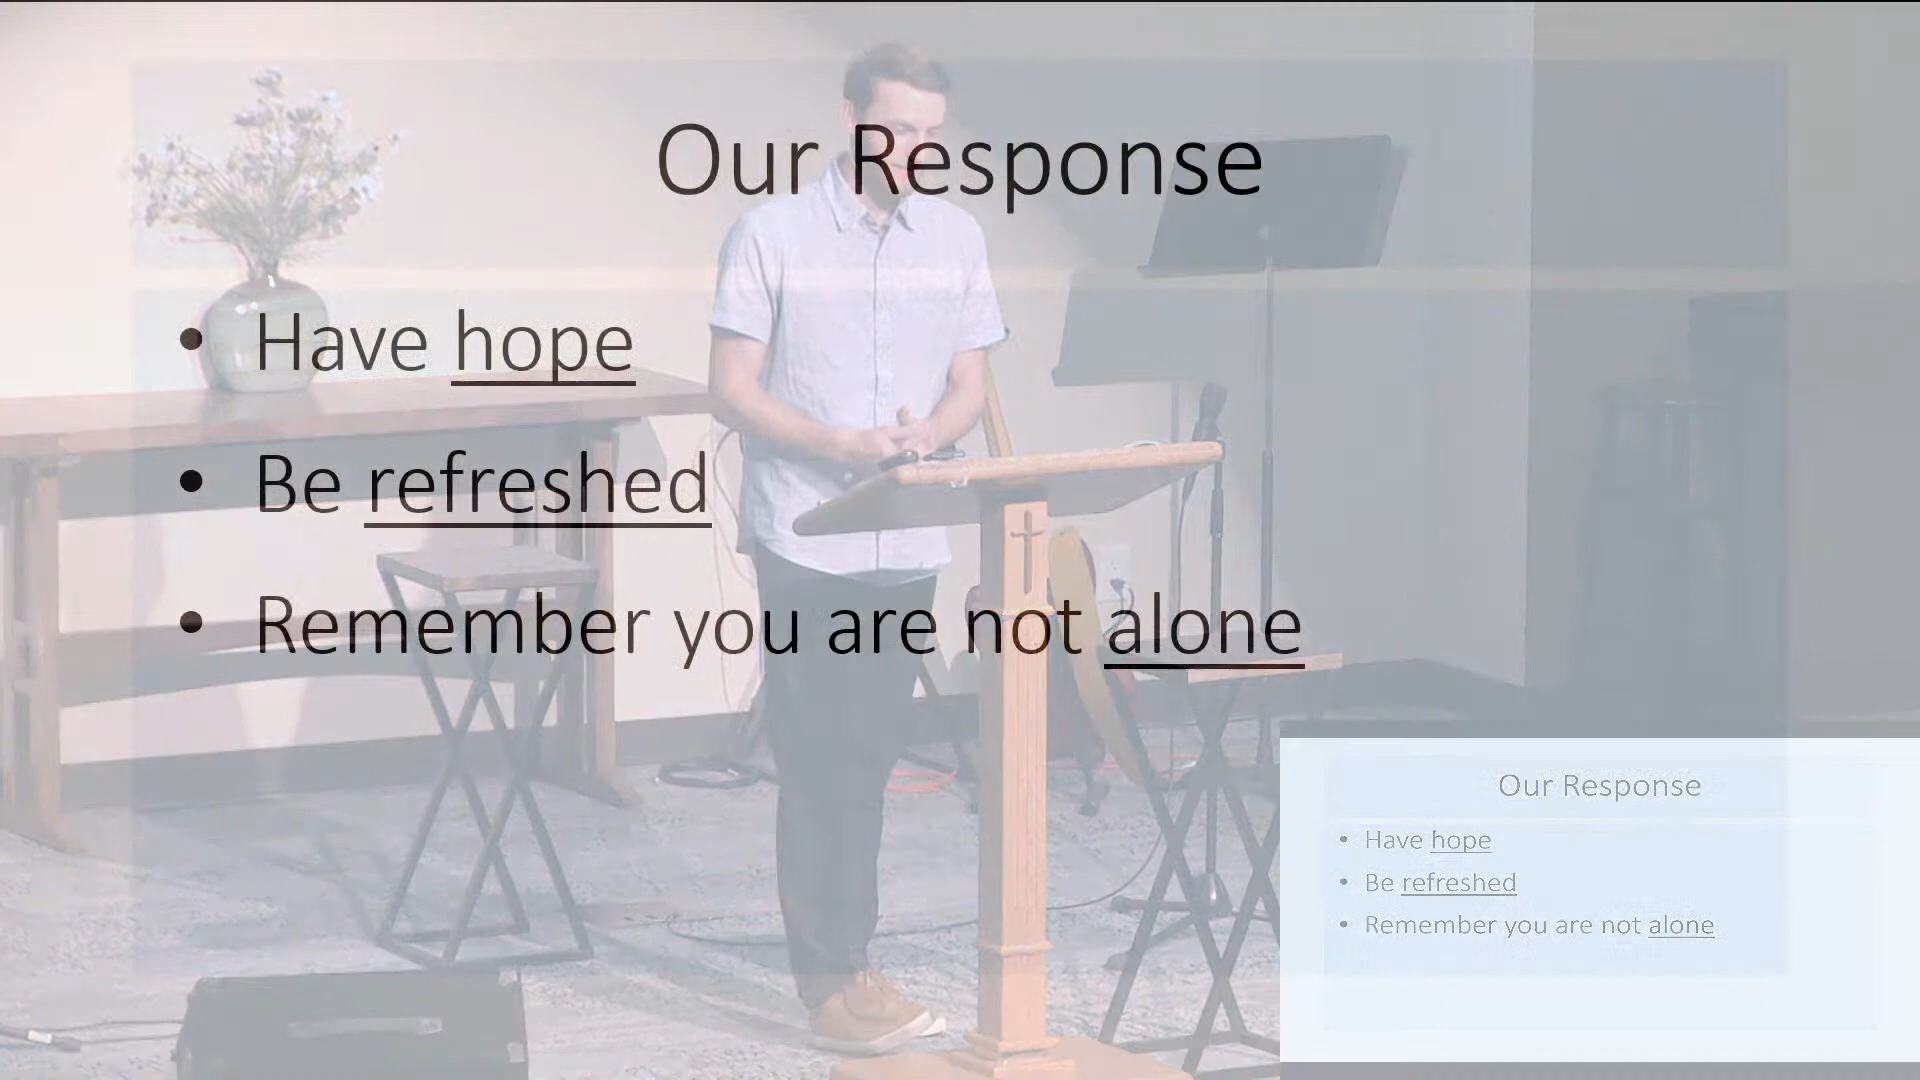 Our Response
• Have hope
• Be refreshed
• Remember you are not alone
Our Response
• Have hope
• Be refreshed
• Remember you are not alone